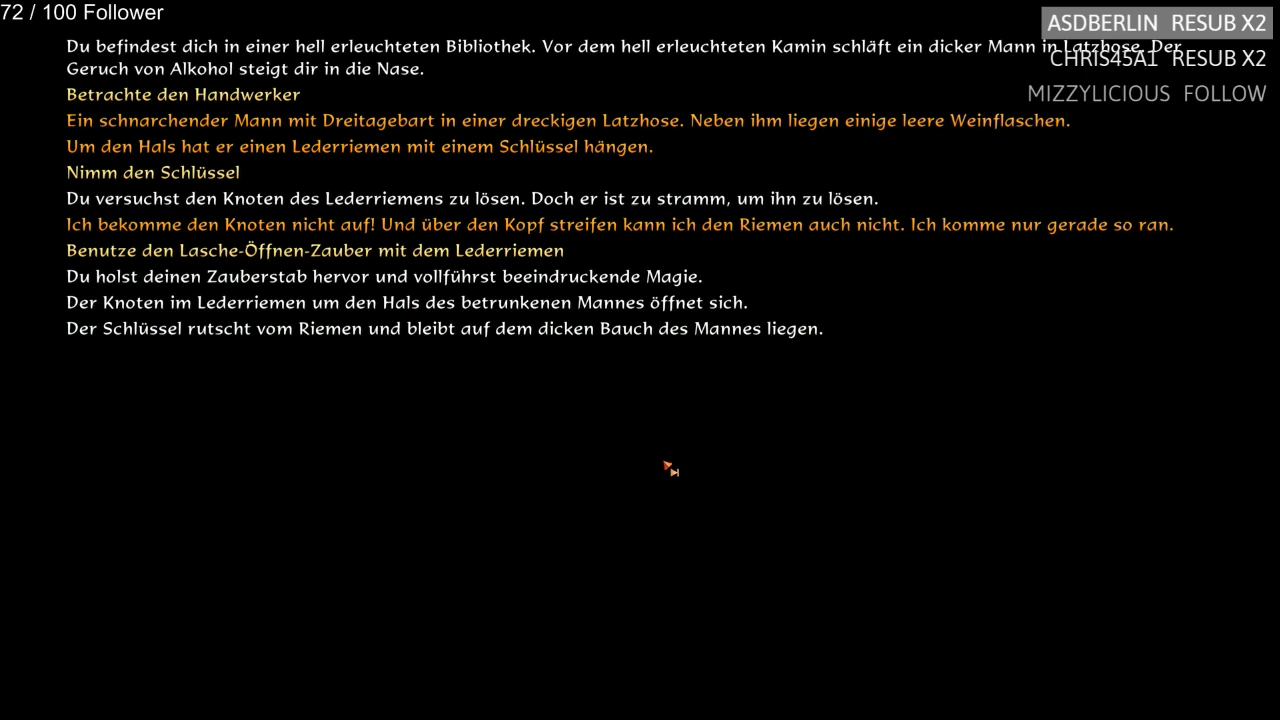 72 / 100 Follower
ASDBERLIN RESUB X2
Du befindest dich in einer hell erleuchteten Bibliothek. Vor dem hell erleuchteten Kamin schläft ein dicker Mann in Latzhose. Der
CHRIS45A1 RESUB X2
Geruch von Alkohol steigt dir in die Nase.
MIZZYLICIOUS FOLLOW
Betrachte den Handwerker
Ein schnarchender Mann mit Dreitagebart in einer dreckigen Latzhose. Neben ihm liegen einige leere Weinflaschen.
Um den Hals hat er einen Lederriemen mit einem Schlüssel hängen.
Nimm den Schlüssel
Du versuchst den Knoten des Lederriemens zu lösen. Doch er ist zu stramm, um ihn zu lösen.
Ich bekomme den Knoten nicht auf! Und über den Kopf streifen kann ich den Riemen auch nicht. Ich komme nur gerade so ran.
Benutze den Lasche-Öffnen-Zauber mit dem Lederriemen
Du holst deinen Zauberstab hervor und vollführst beeindruckende Magie.
Der Knoten im Lederriemen um den Hals des betrunkenen Mannes öffnet sich.
Der Schlüssel rutscht vom Riemen und bleibt auf dem dicken Bauch des Mannes liegen.